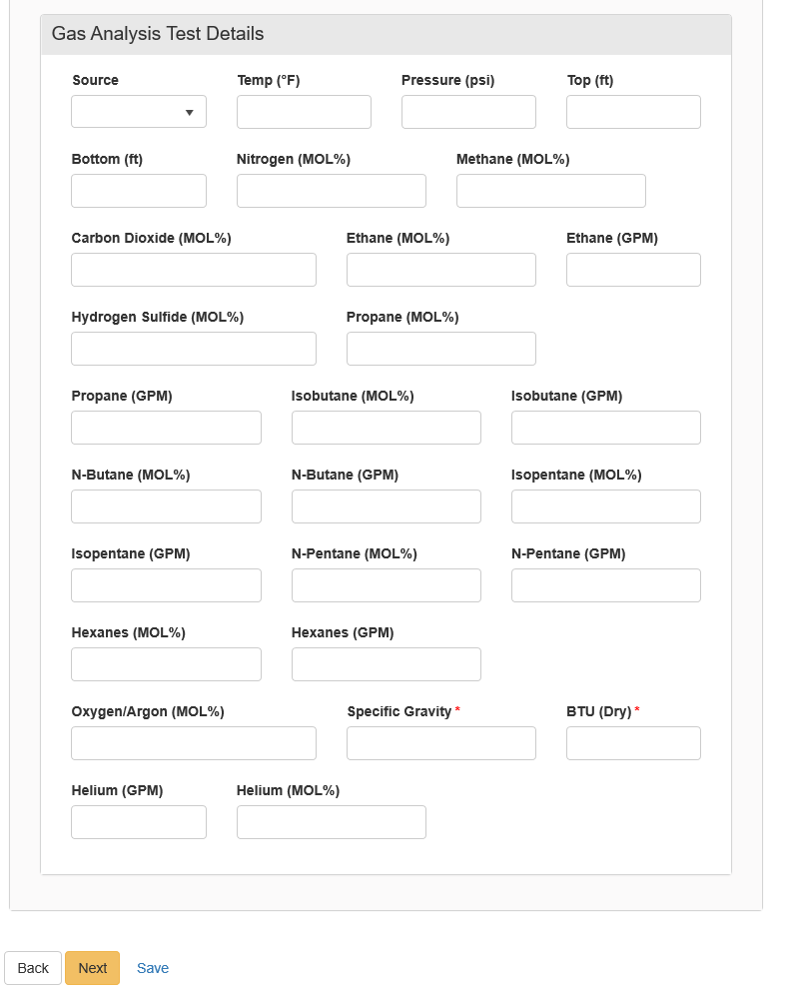 Gas Analysis Test Details
Source Temp (°F) Pressure (psi) Top (ft)
Bottom (ft) Nitrogen (MOL%) Methane (MOL%)
Carbon Dioxide (MOL%) Ethane (MOL%) Ethane (GPM)
Hydrogen Sulfide (MOL%) Propane (MOL%)
Propane (GPM) Isobutane (MOL%) Isobutane (GPM)
N-Butane (MOL%) N-Butane (GPM) Isopentane (MOL%)
Isopentane (GPM) N-Pentane (MOL%) N-Pentane (GPM)
Hexanes (MOL%) Hexanes (GPM)
Oxygen/Argon (MOL%) Specific Gravity * BTU (Dry) *
Helium (GPM) Helium (MOL%)
Back Next Save